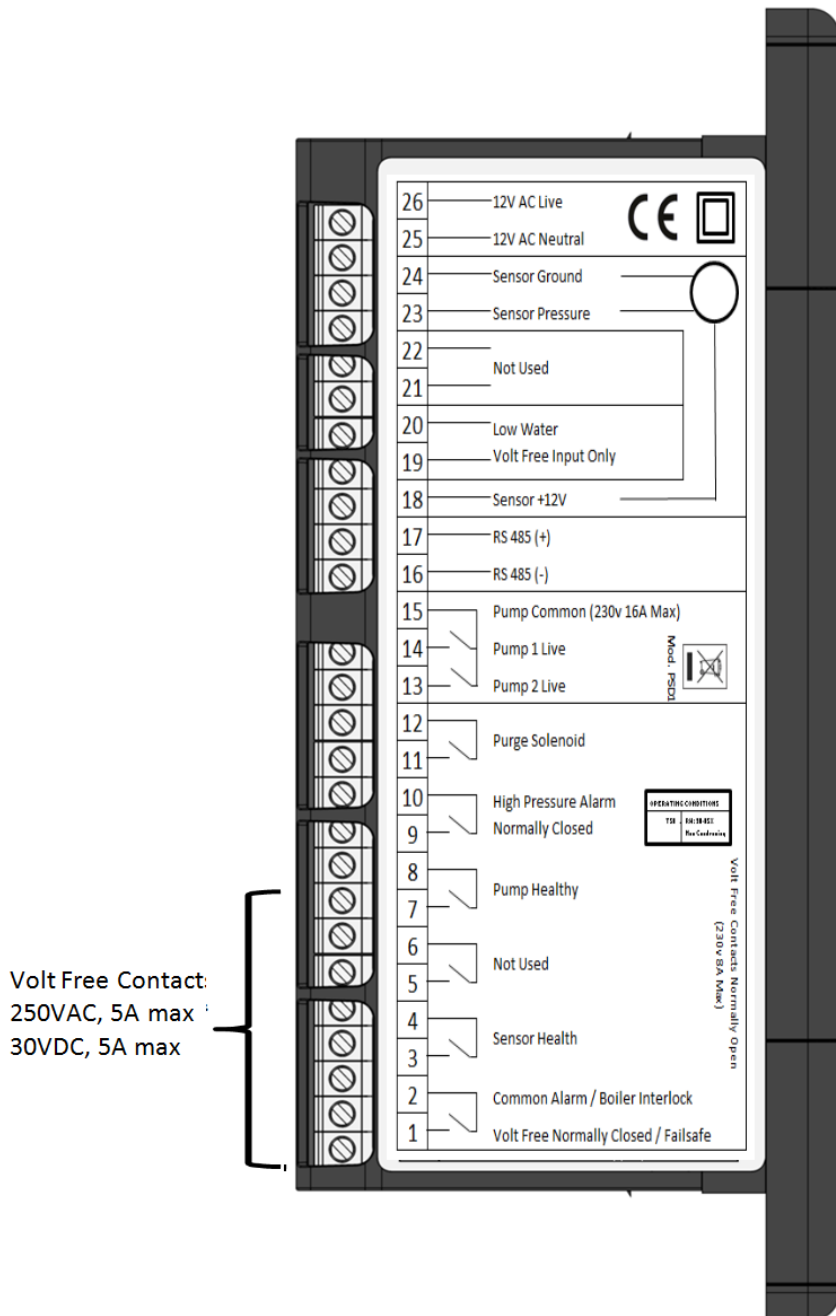 26 12V AC Live
25 12V AC Neutral
CE
24 Sensor Ground
23 Sensor Pressure
22
Not Used
21
20 Low Water
19 Volt Free Input Only
18 Sensor +12V
17 RS 485 (+)
16 RS 485 (-)
15 Pump Common (230v 16A Max)
14 Pump 1 Live
13 Pump 2 Live
Mod. PSD1
12
Purge Solenoid
11
10 High Pressure Alarm
9 Normally Closed
OPERATING CONDITIONS
Non Condensing
8
Pump Healthy
7
6
Not Used
5
4
Sensor Health
3
2 Common Alarm / Boiler Interlock
1 Volt Free Normally Closed / Failsafe
Volt Free Contacts Normally Open
(230v 8A Max)
Volt Free Contact:
250VAC, 5A max
30VDC, 5A max